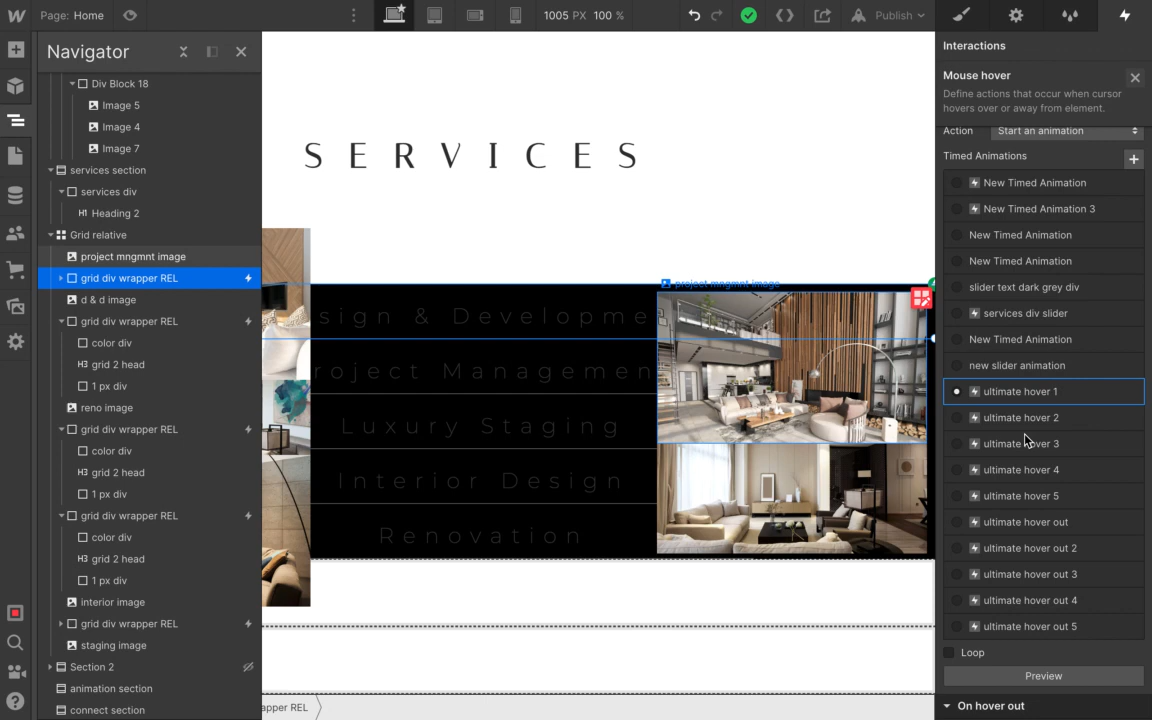 W Page: Home
1005 PX 100 %
Publish
Navigator
Div Block 18
Image 5
Image 4
Image 7
services section
services div
H1 Heading 2
Grid relative
project mngmnt image
grid div wrapper REL
d & d image
grid div wrapper REL
color div
H3 grid 2 head
1 px div
reno image
grid div wrapper REL
color div
H3 grid 2 head
1 px div
grid div wrapper REL
color div
H3 grid 2 head
1 px div
interior image
grid div wrapper REL
staging image
Section 2
animation section
connect section
SERVICES
project mngmnt image
sign & Developme
roject Managemen
Luxury Staging
Interior Design
Renovation
apper REL
Interactions
Mouse hover
Define actions that occur when cursor
hovers over or away from element.
Action Start an animation
Timed Animations
New Timed Animation
New Timed Animation 3
New Timed Animation
New Timed Animation
slider text dark grey div
services div slider
New Timed Animation
new slider animation
ultimate hover 1
ultimate hover 2
ultimate hover 3
ultimate hover 4
ultimate hover 5
ultimate hover out
ultimate hover out 2
ultimate hover out 3
ultimate hover out 4
ultimate hover out 5
Loop
Preview
On hover out